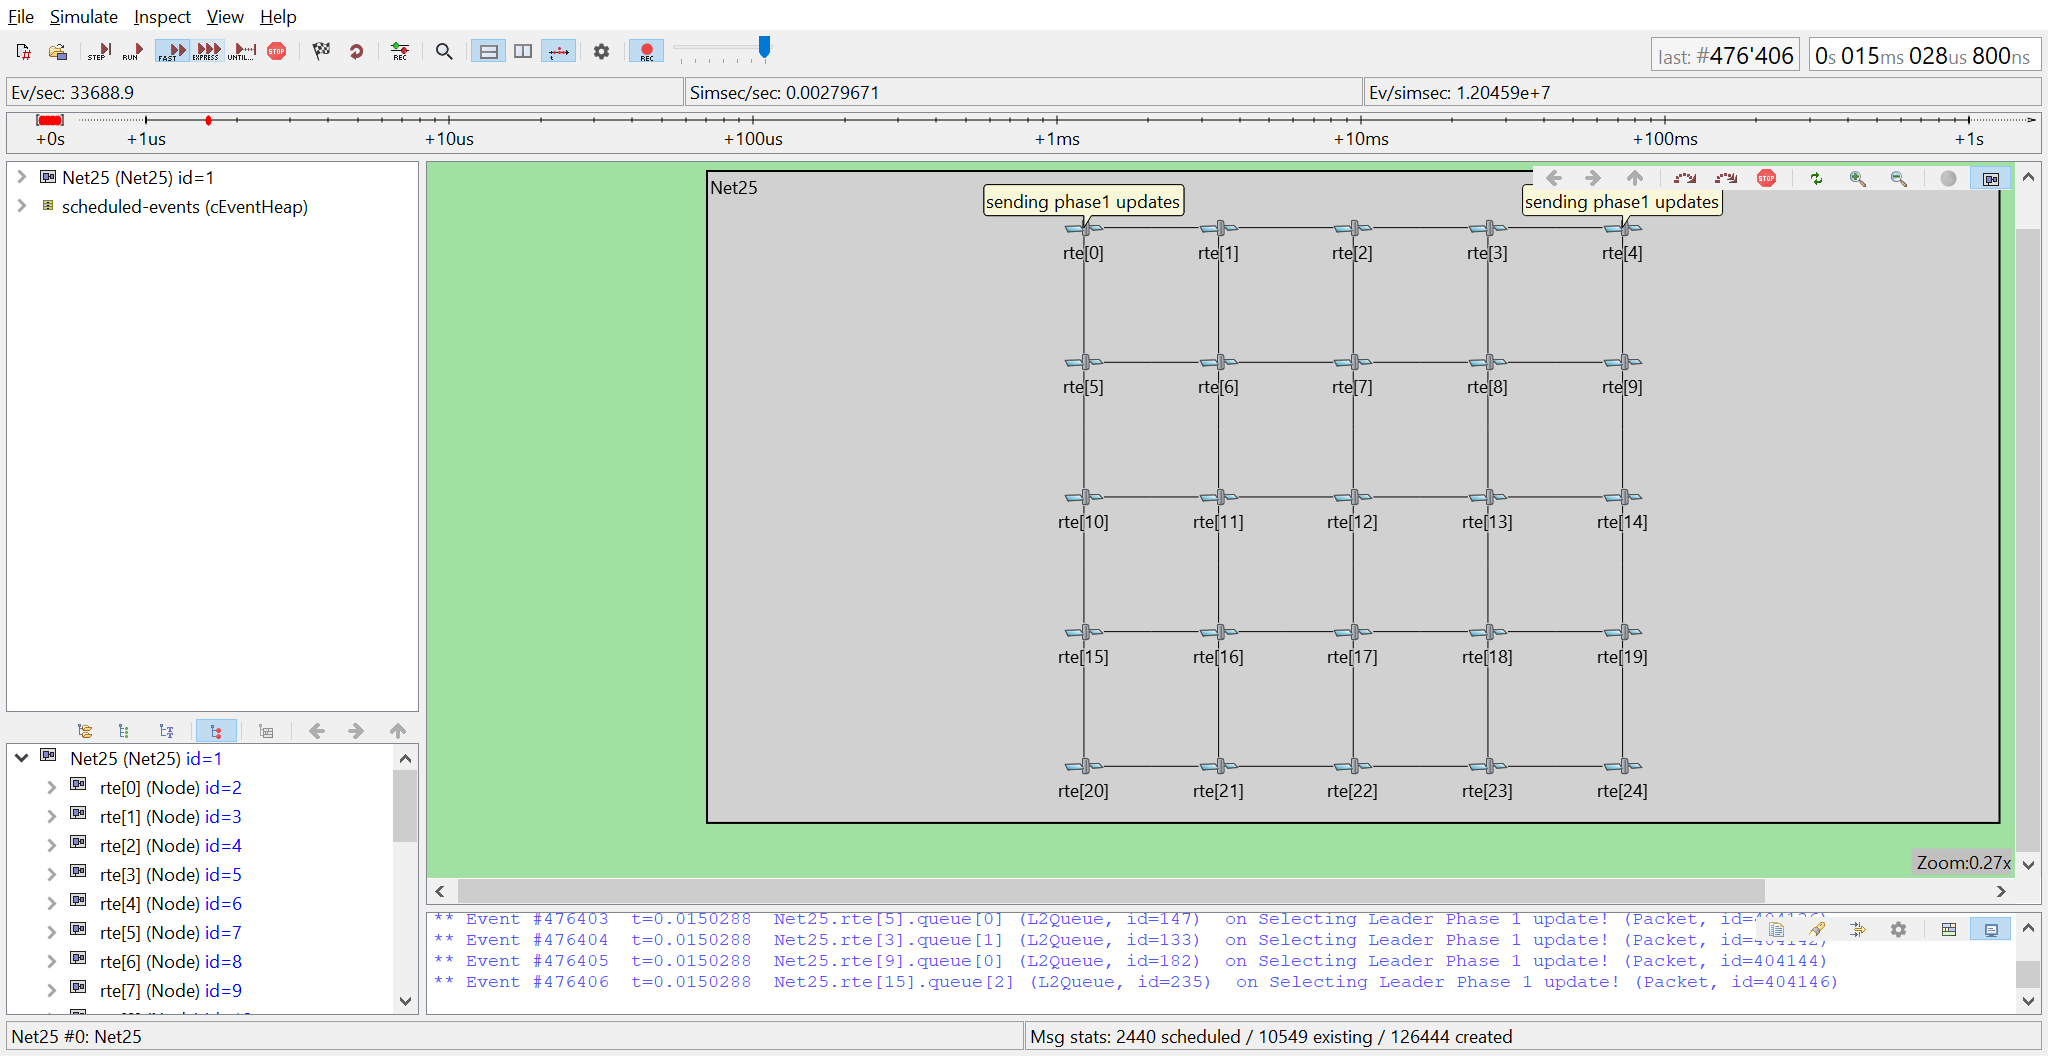 File Simulate Inspect View Help
STEP RUN FAST EXPRESS UNTIL... STOP REC REC
last: #476'406 0s 015ms 028us 800ns
Ev/sec: 33688.9 Simsec/sec: 0.00279671 Ev/simsec: 1.20459e+7
+0s +1us +10us +100us +1ms +10ms +100ms +1s
Net25 (Net25) id=1
scheduled-events (cEventHeap)
Net25
STOP
sending phase1 updates sending phase1 updates
rte[0] rte[1] rte[2] rte[3] rte[4]
rte[5] rte[6] rte[7] rte[8] rte[9]
rte[10] rte[11] rte[12] rte[13] rte[14]
rte[15] rte[16] rte[17] rte[18] rte[19]
rte[20] rte[21] rte[22] rte[23] rte[24]
Zoom:0.27x
Net25 (Net25) id=1
rte[0] (Node) id=2
rte[1] (Node) id=3
rte[2] (Node) id=4
rte[3] (Node) id=5
rte[4] (Node) id=6
rte[5] (Node) id=7
rte[6] (Node) id=8
rte[7] (Node) id=9
** Event #476403 t=0.0150288 Net25.rte[5].queue[0] (L2Queue, id=147) on Selecting Leader Phase 1 update! (Packet,
** Event #476404 t=0.0150288 Net25.rte[3].queue[1] (L2Queue, id=133) on Selecting Leader Phase 1 update! (Packet, id=404142)
** Event #476405 t=0.0150288 Net25.rte[9].queue[0] (L2Queue, id=182) on Selecting Leader Phase 1 update! (Packet, id=404144)
** Event #476406 t=0.0150288 Net25.rte[15].queue[2] (L2Queue, id=235) on Selecting Leader Phase 1 update! (Packet, id=404146)
Net25 #0: Net25
Msg stats: 2440 scheduled / 10549 existing / 126444 created